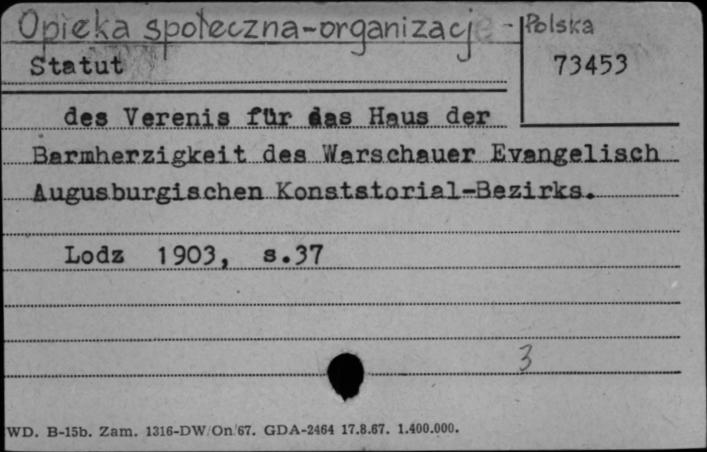 Opieka społeczna-organizacje - Polska
Statut 73453
des Verenis für das Haus der
Barmherzigkeit des Warschauer Evangelisch
Augusburgischen Konststorial-Bezirks.
Lodz 1903, s.37
3
WD. B-15b. Zam. 1316-DW/On/67. GDA-2464 17.8.67. 1.400.000.